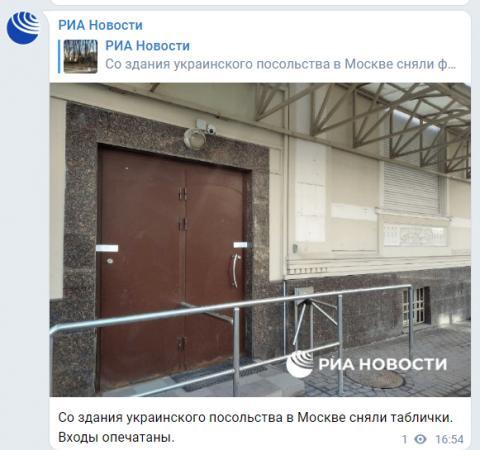 РИА Новости
РИА Новости
Со здания украинского посольства в Москве сняли ф...
РИА НОВОСТИ
Со здания украинского посольства в Москве сняли таблички.
Входы опечатаны.
1 16:54